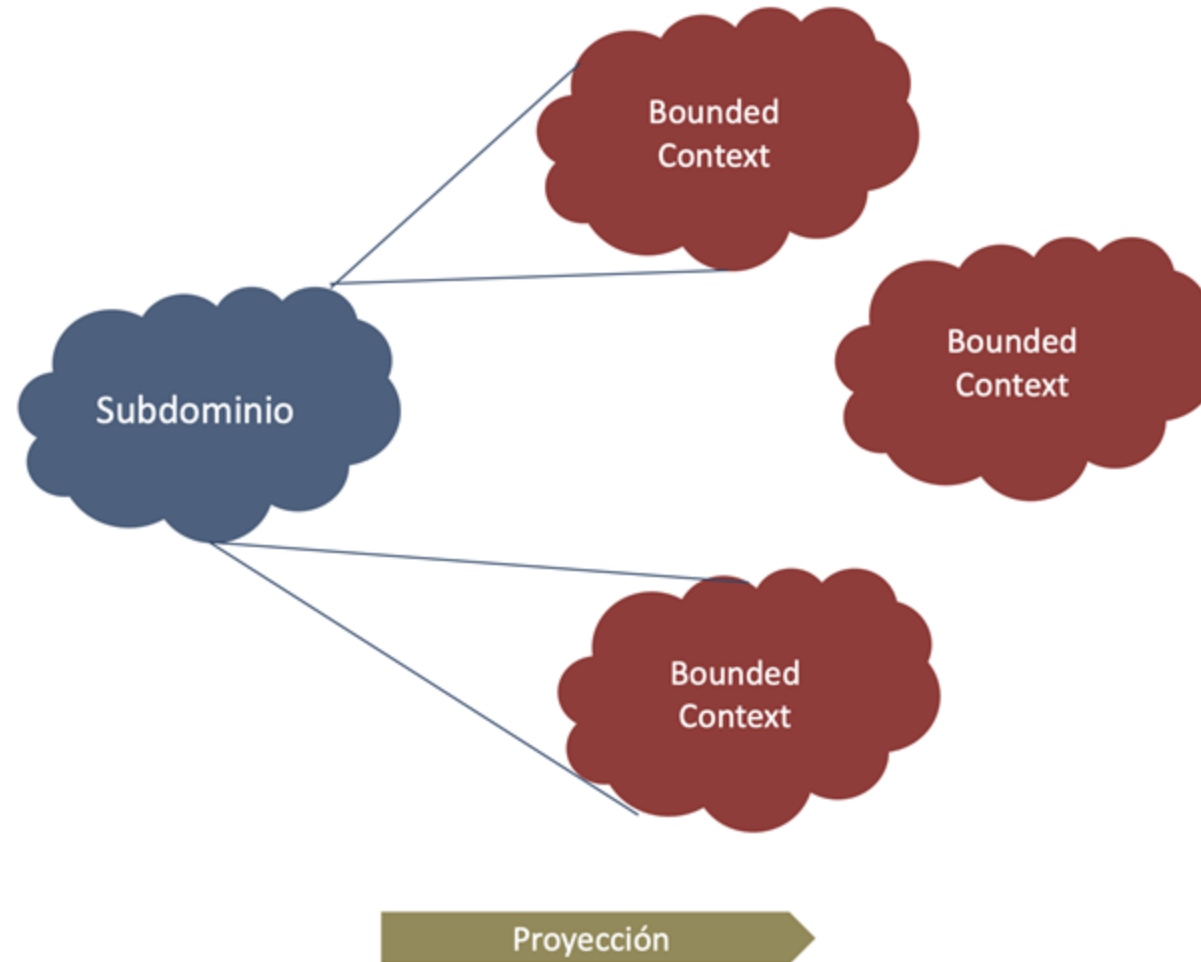 Bounded
Context
Bounded
Context
Subdominio
Bounded
Context
Proyección